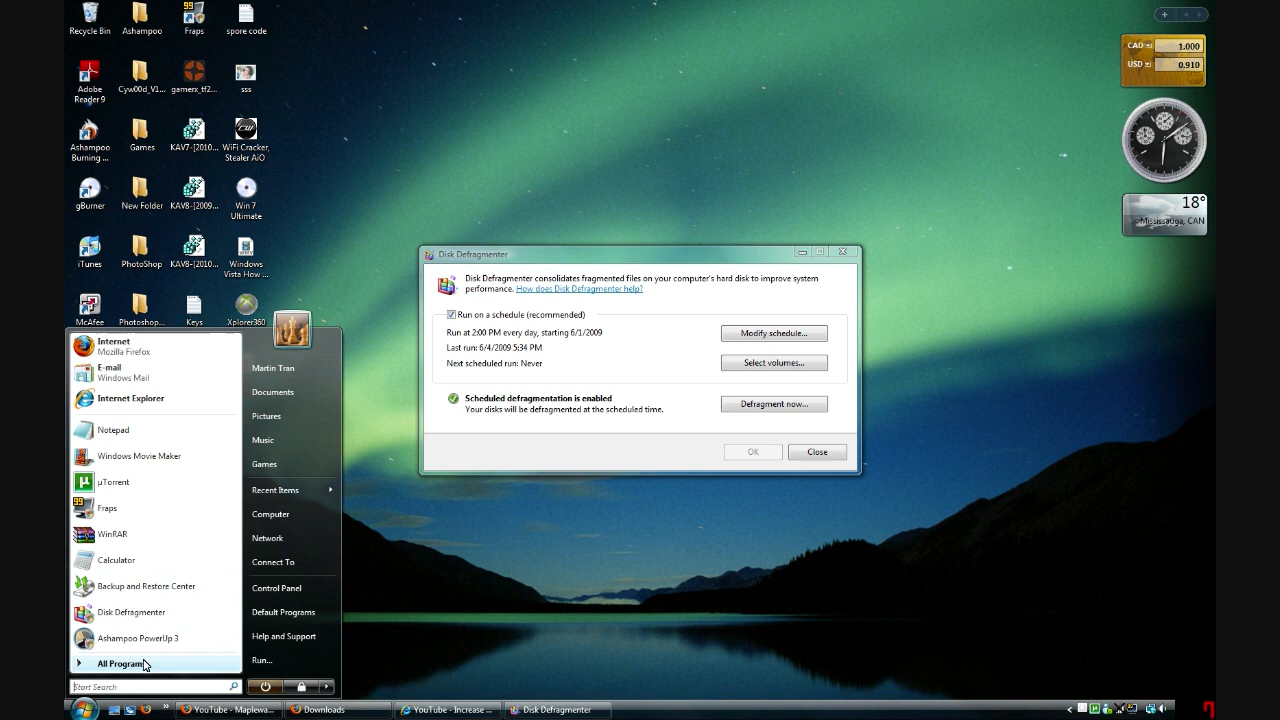 Recycle Bin
Ashampoo
Fraps
spore code
Adobe
Reader 9
Cyw00d_V1...
gamerx_tf2...
sss
Ashampoo
Burning ...
Games
KAV7-[2010...
WiFi Cracker,
Stealer AiO
gBurner
New Folder
KAV8-[2009...
Win 7
Ultimate
iTunes
PhotoShop
KAV8-[2010...
Windows
Vista How ...
McAfee
Photoshop...
Keys
Xplorer360
CAD
1.000
USD
0.910
18°
Mississauga, CAN
Disk Defragmenter
Disk Defragmenter consolidates fragmented files on your computer's hard disk to improve system
performance. How does Disk Defragmenter help?
Run on a schedule (recommended)
Run at 2:00 PM every day, starting 6/1/2009
Modify schedule...
Last run: 6/4/2009 5:34 PM
Next scheduled run: Never
Select volumes...
Scheduled defragmentation is enabled
Your disks will be defragmented at the scheduled time.
Defragment now...
OK
Close
Internet
Mozilla Firefox
E-mail
Windows Mail
Internet Explorer
Notepad
Windows Movie Maker
µTorrent
Fraps
WinRAR
Calculator
Backup and Restore Center
Disk Defragmenter
Ashampoo PowerUp 3
All Programs
Start Search
Martin Tran
Documents
Pictures
Music
Games
Recent Items
Computer
Network
Connect To
Control Panel
Default Programs
Help and Support
Run...
YouTube - Maplewa...
Downloads
YouTube - Increase ...
Disk Defragmenter